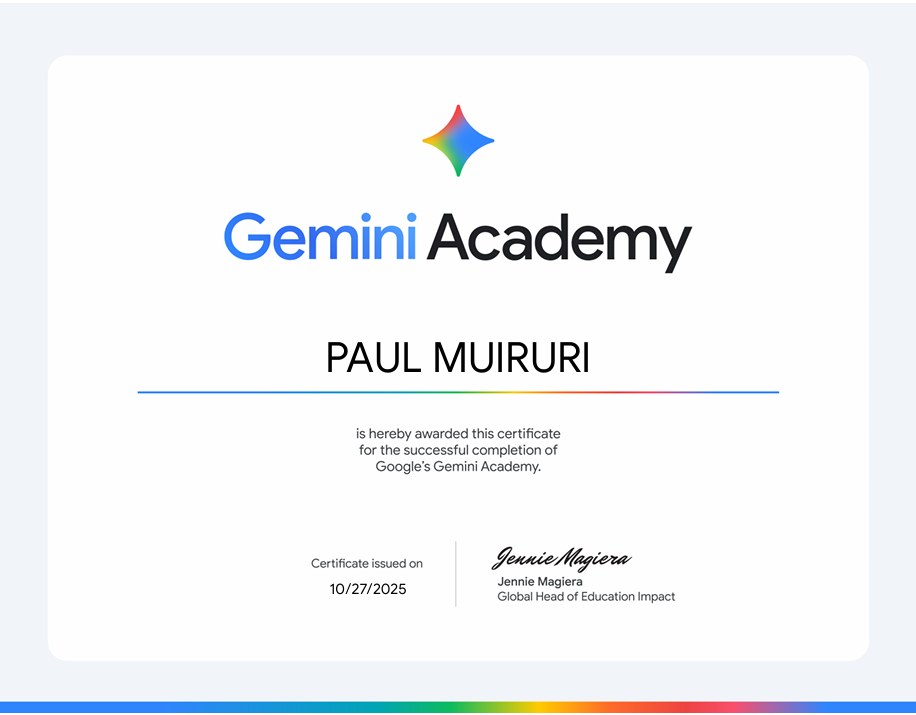 Gemini Academy
PAUL MUIRURI
is hereby awarded this certificate
for the successful completion of
Google's Gemini Academy.
Certificate issued on
10/27/2025
Jennie Magiera
Jennie Magiera
Global Head of Education Impact